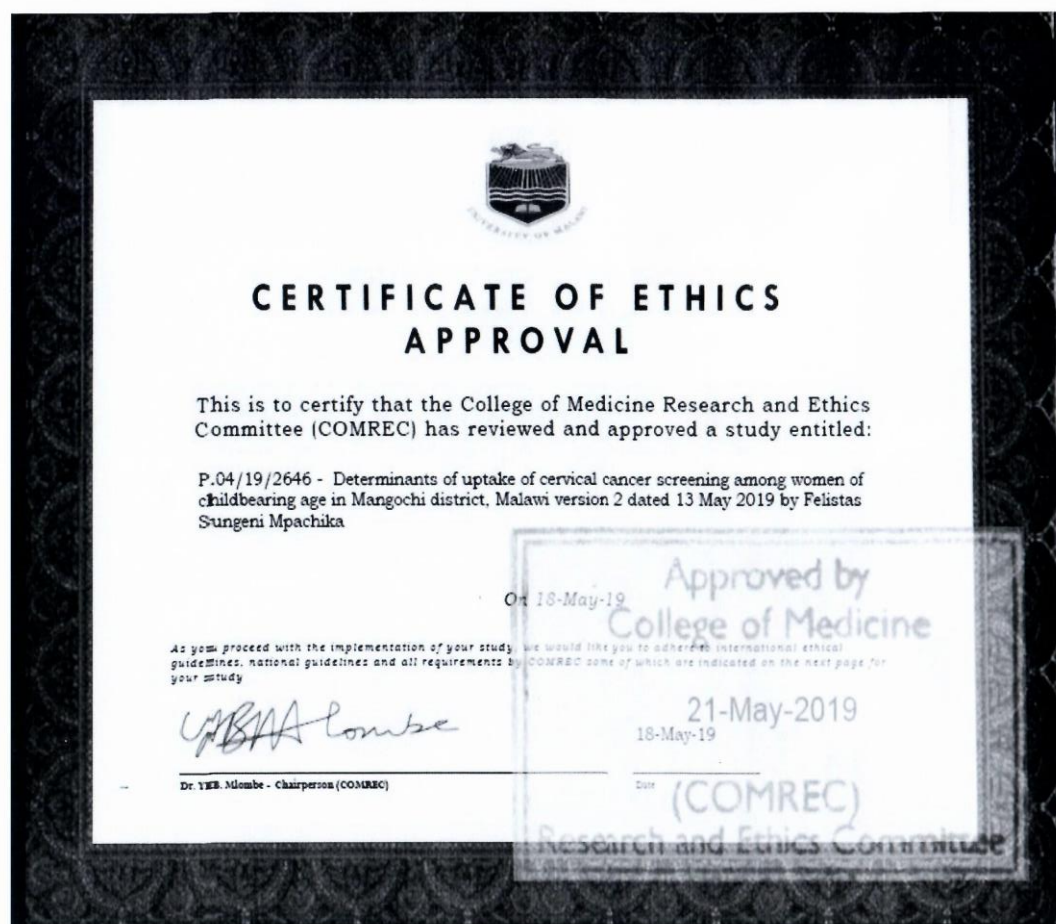 UNIVERSITY OF MALAWI
CERTIFICATE OF ETHICS
APPROVAL
This is to certify that the College of Medicine Research and Ethics
Committee (COMREC) has reviewed and approved a study entitled:
P.04/19/2646 - Determinants of uptake of cervical cancer screening among women of
childbearing age in Mangochi district, Malawi version 2 dated 13 May 2019 by Felistas
Sungeni Mpachika
On 18-May-19
As you proceed with the implementation of your study, we would like you to adhere to international ethical
guidelines, national guidelines and all requirements by COMREC some of which are indicated on the next page for
your study
18-May-19
Dr. YEB. Mlombe - Chairperson (COMREC)
Date
Approved by
College of Medicine
21-May-2019
(COMREC)
Research and Ethics Committee